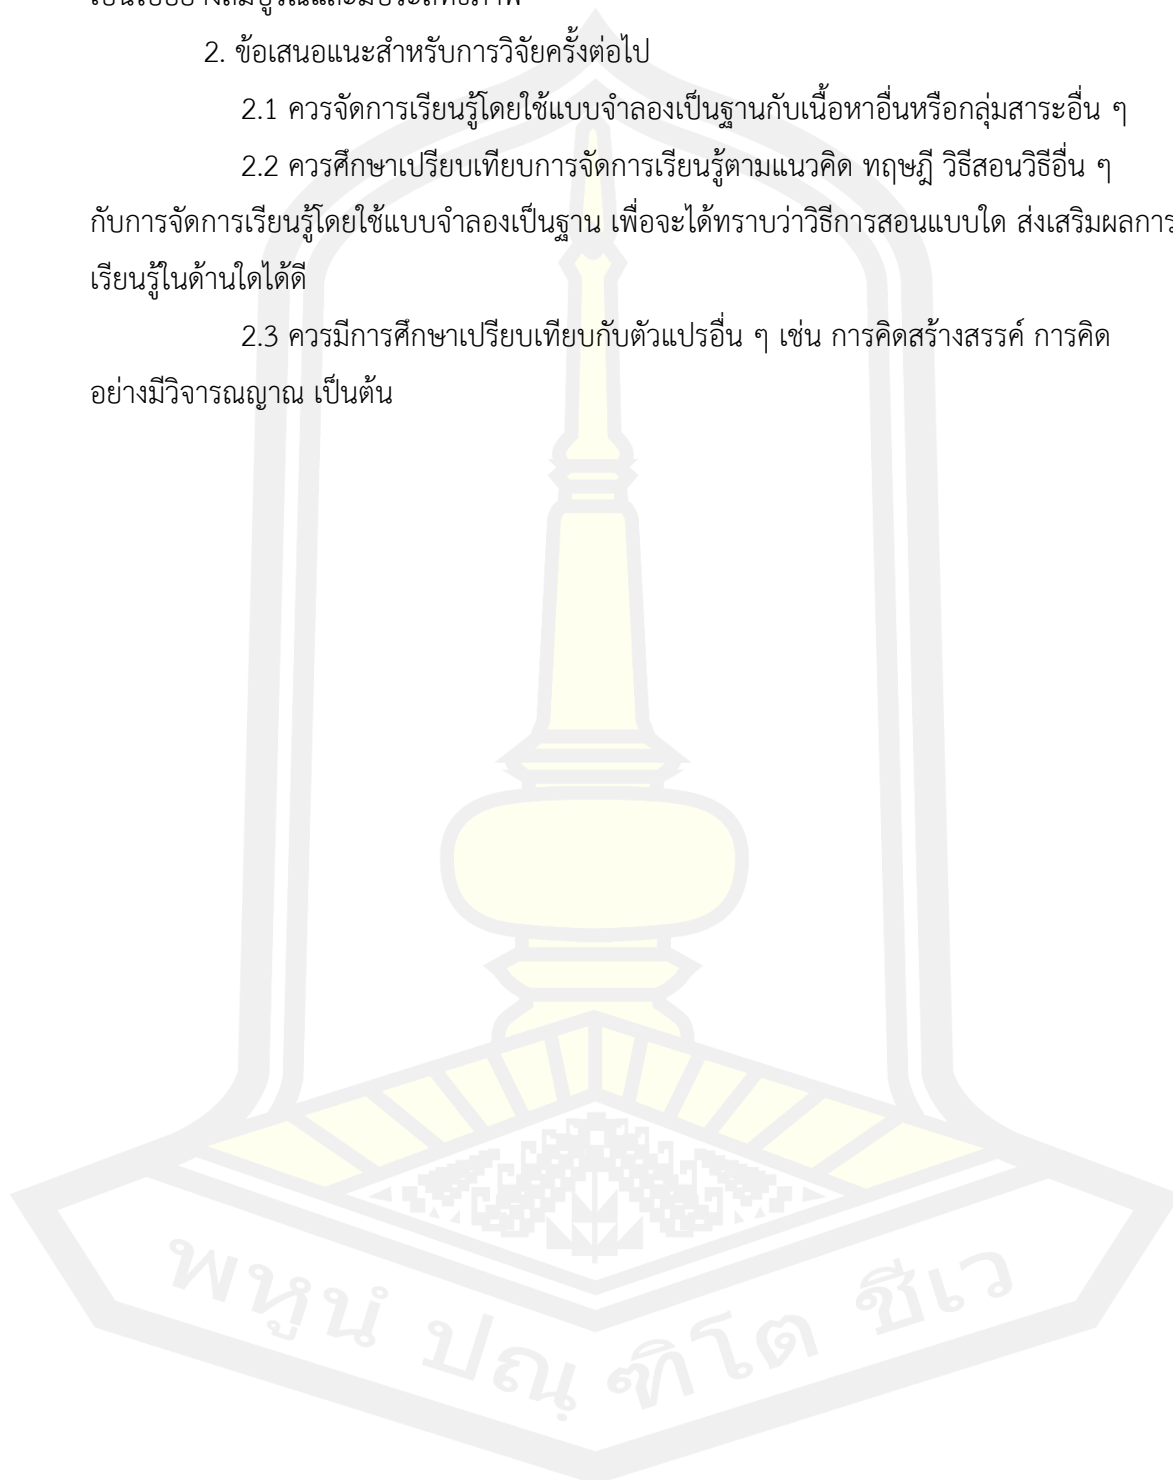 2. ข้อเสนอแนะสำหรับการวิจัยครั้งต่อไป
2.1 ควรจัดการเรียนรู้โดยใช้แบบจำลองเป็นฐานกับเนื้อหาอื่นหรือกลุ่มสาระอื่น ๆ
2.2 ควรศึกษาเปรียบเทียบการจัดการเรียนรู้ตามแนวคิด ทฤษฎี วิธีสอนวิธีอื่น ๆ
กับการจัดการเรียนรู้โดยใช้แบบจำลองเป็นฐาน เพื่อจะได้ทราบว่าวิธีการสอนแบบใด ส่งเสริมผลการ
เรียนรู้ในด้านใดได้ดี
2.3 ควรมีการศึกษาเปรียบเทียบกับตัวแปรอื่น ๆ เช่น การคิดสร้างสรรค์ การคิด
อย่างมีวิจารณญาณ เป็นต้น
พหูนํ ปณฺฑิโต ชีเว